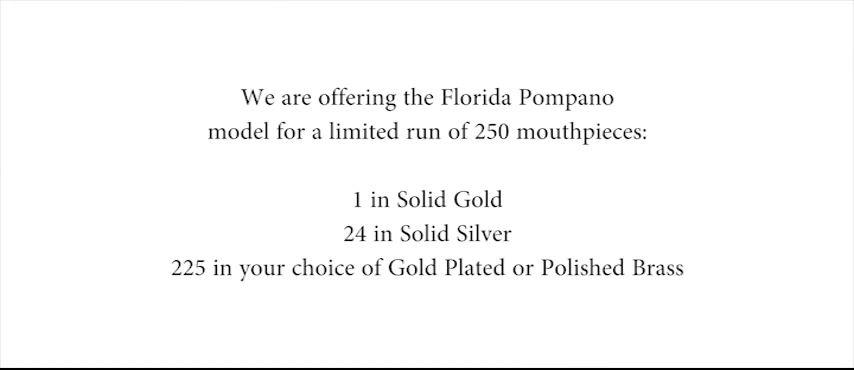 We are offering the Florida Pompano
model for a limited run of 250 mouthpieces:
1 in Solid Gold
24 in Solid Silver
225 in your choice of Gold Plated or Polished Brass